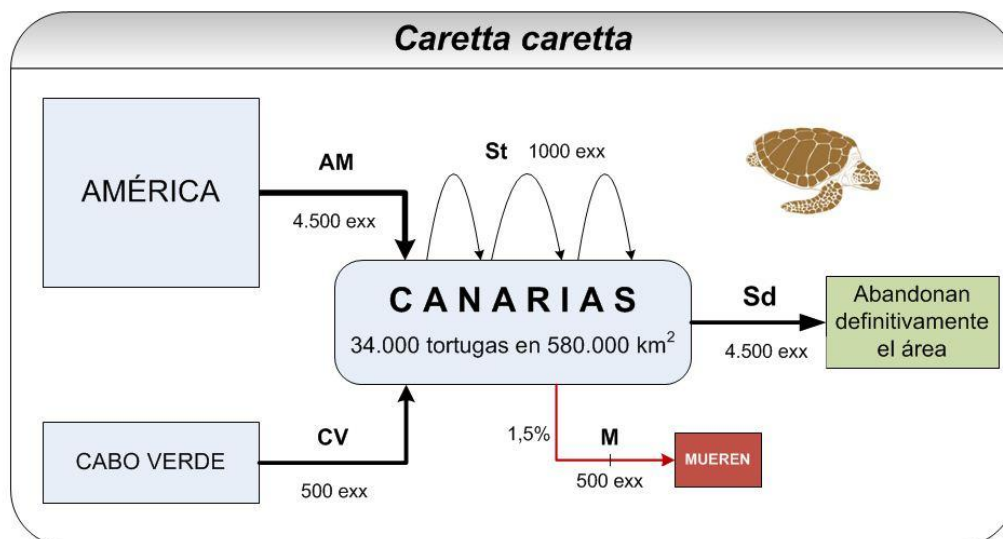 Caretta caretta
AMÉRICA
AM
4.500 exx
St 1000 exx
CANARIAS
34.000 tortugas en 580.000 km²
Sd
4.500 exx
Abandonan
definitivamente
el área
CABO VERDE
CV
500 exx
1,5%
M
500 exx
MUEREN